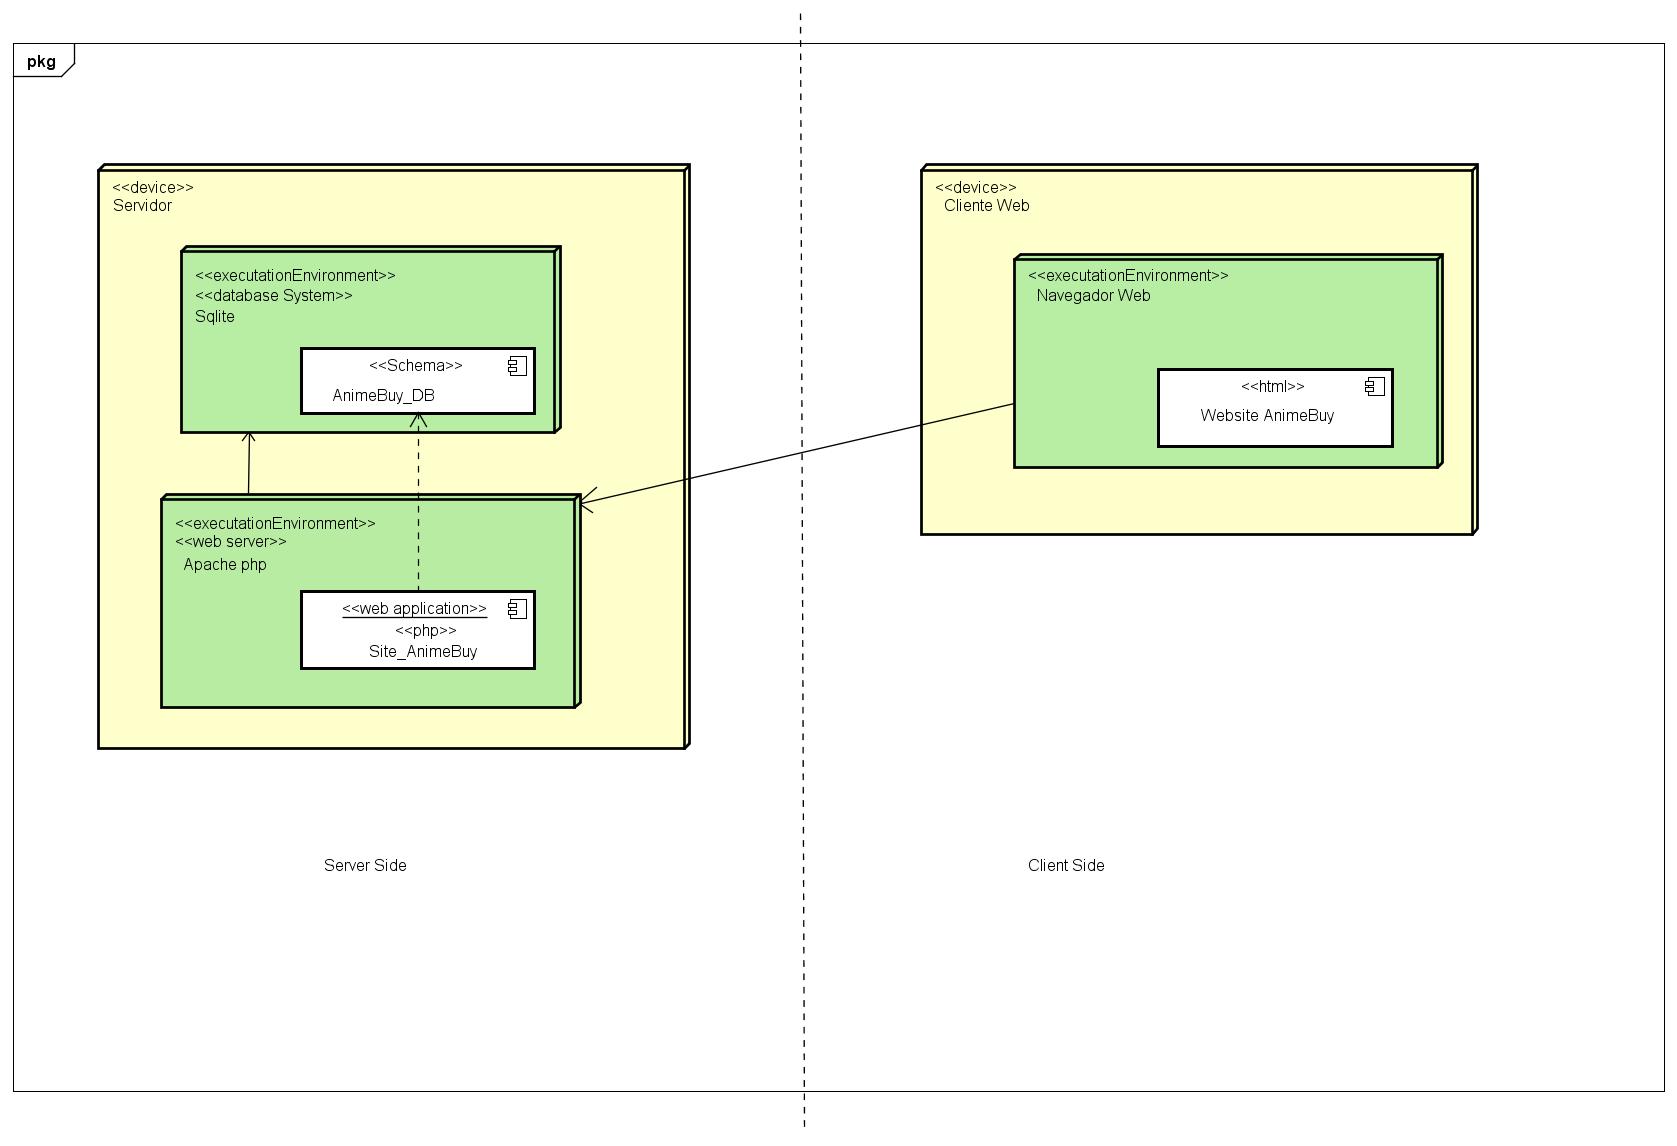 pkg
<<device>>
Servidor
<<executationEnvironment>>
<<database System>>
Sqlite
<<Schema>>
AnimeBuy_DB
<<executationEnvironment>>
<<web server>>
Apache php
<<web application>>
<<php>>
Site_AnimeBuy
Server Side
<<device>>
Cliente Web
<<executationEnvironment>>
Navegador Web
<<html>>
Website AnimeBuy
Client Side